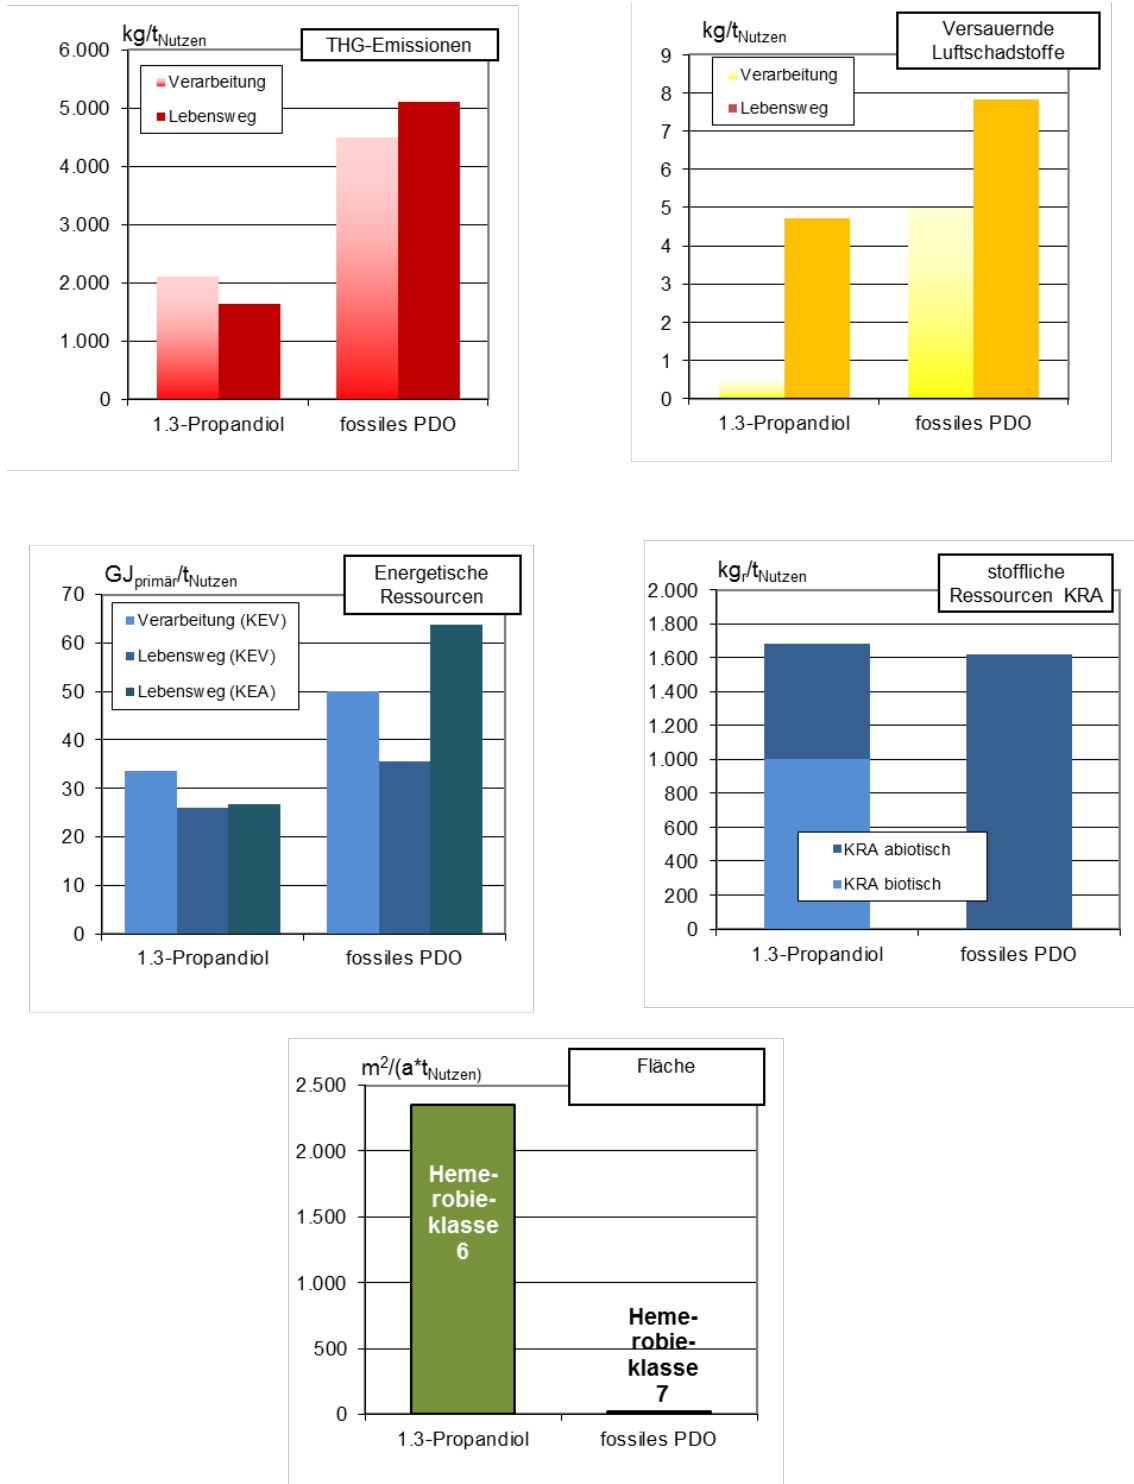 kg/tNutzen
THG-Emissionen
6.000
5.000
4.000
3.000
2.000
1.000
0
Verarbeitung
Lebensweg
1.3-Propandiol
fossiles PDO
kg/tNutzen
Versauernde
Luftschadstoffe
9
8
7
6
5
4
3
2
1
0
Verarbeitung
Lebensweg
1.3-Propandiol
fossiles PDO
GJprimär/tNutzen
Energetische
Ressourcen
70
60
50
40
30
20
10
0
Verarbeitung (KEV)
Lebensweg (KEV)
Lebensweg (KEA)
1.3-Propandiol
fossiles PDO
kgr/tNutzen
stoffliche
Ressourcen KRA
2.000
1.800
1.600
1.400
1.200
1.000
800
600
400
200
0
KRA abiotisch
KRA biotisch
1.3-Propandiol
fossiles PDO
m²/(a*tNutzen)
Fläche
2.500
2.000
1.500
1.000
500
0
Heme-
robie-
klasse
6
Heme-
robie-
klasse
7
1.3-Propandiol
fossiles PDO